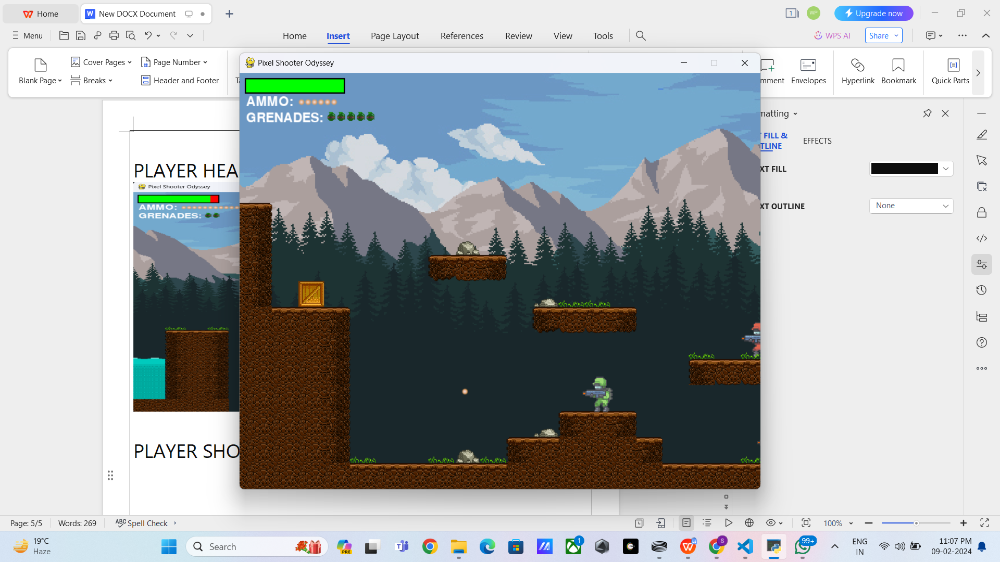 Home
New DOCX Document
1
WP
Upgrade now
Menu
Home
Insert
Page Layout
References
Review
View
Tools
WPS AI
Share
Blank Page
Cover Pages
Breaks
Page Number
Header and Footer
Pixel Shooter Odyssey
mment
Envelopes
Hyperlink
Bookmark
Quick Parts
AMMO:
GRENADES:
matting
FILL &
TLINE
EFFECTS
XT FILL
XT OUTLINE
None
PLAYER HEA
Pixel Shooter Odyssey
AMMO:
GRENADES:
PLAYER SHO
Page: 5/5
Words: 269
ABC
Spell Check
100%
19°C
Haze
Search
PRE
1
S
99+
ENG
IN
11:07 PM
09-02-2024